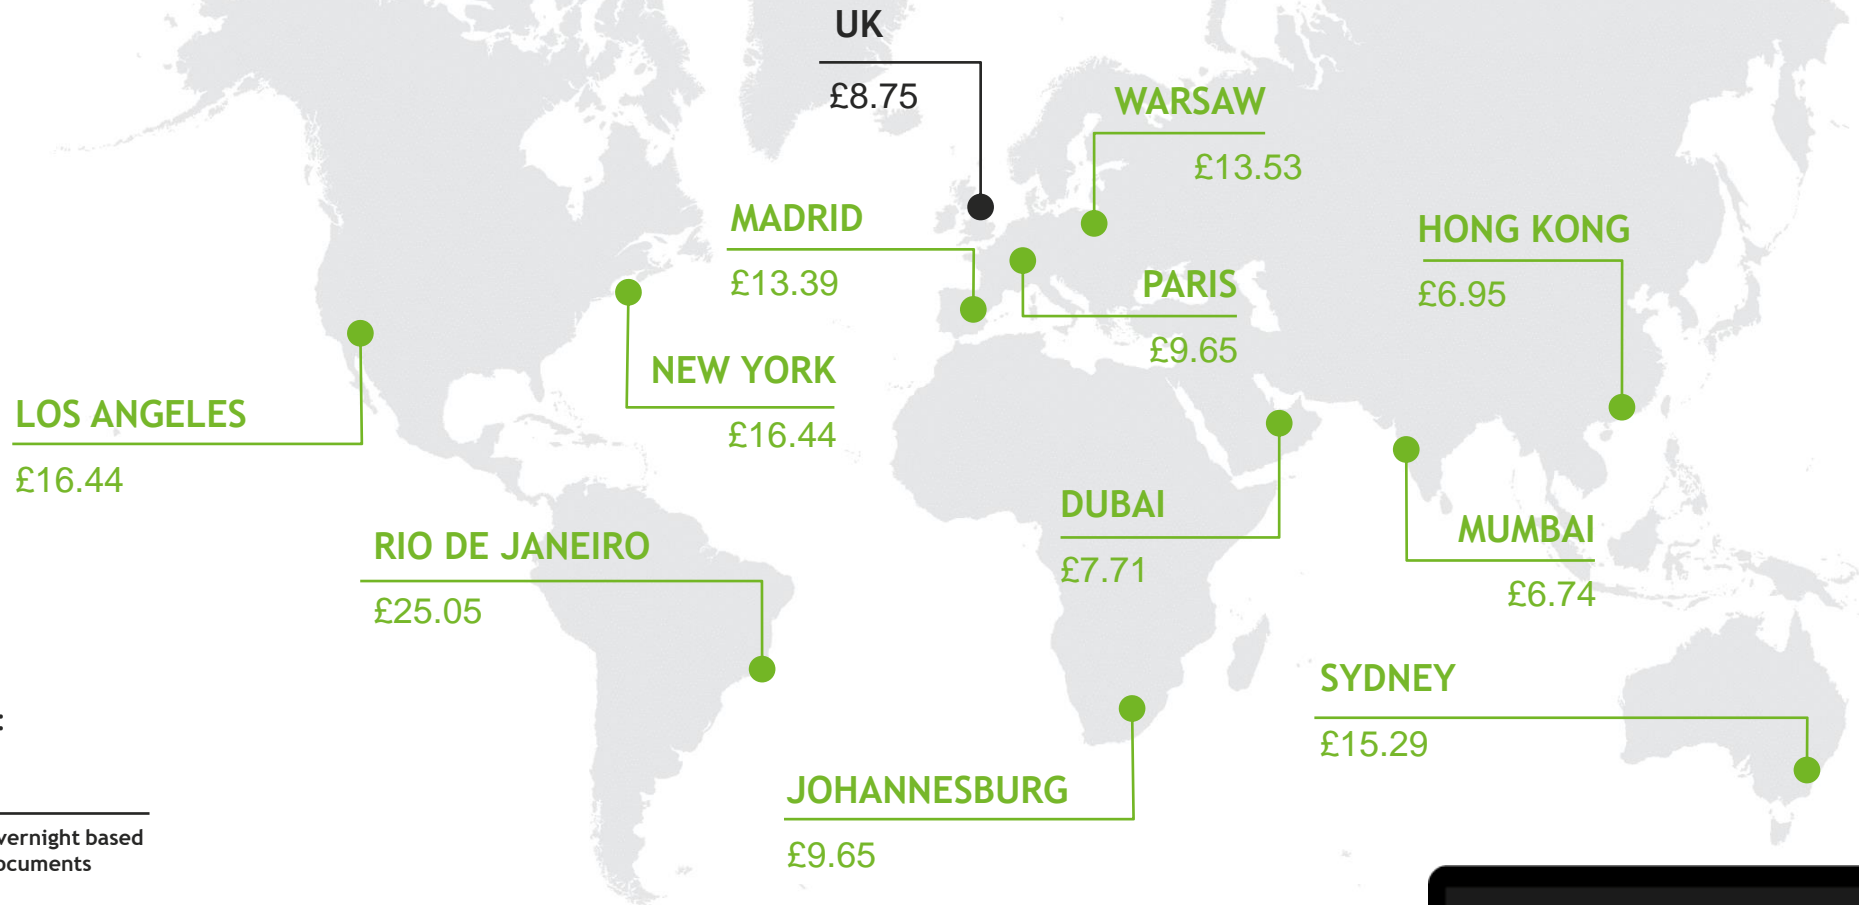 UK
£8.75
WARSAW
£13.53
MADRID
£13.39
HONG KONG
£6.95
PARIS
£9.65
NEW YORK
£16.44
LOS ANGELES
£16.44
DUBAI
£7.71
MUMBAI
£6.74
RIO DE JANEIRO
£25.05
SYDNEY
£15.29
JOHANNESBURG
£9.65
:
based